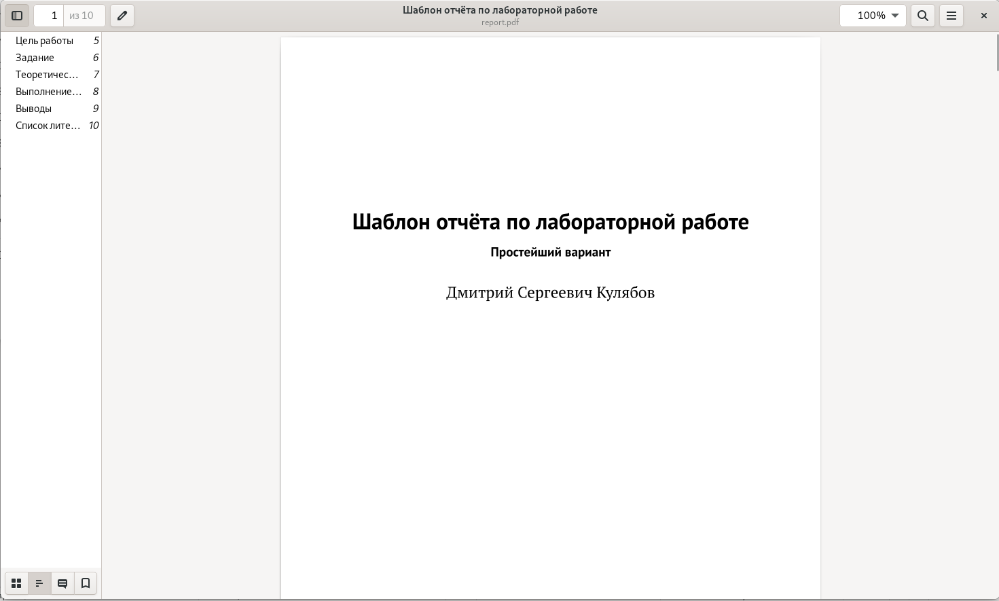 1 из 10
Шаблон отчёта по лабораторной работе
report.pdf
100%
Цель работы 5
Задание 6
Теоретичес… 7
Выполнение… 8
Выводы 9
Список лите… 10
Шаблон отчёта по лабораторной работе
Простейший вариант
Дмитрий Сергеевич Кулябов